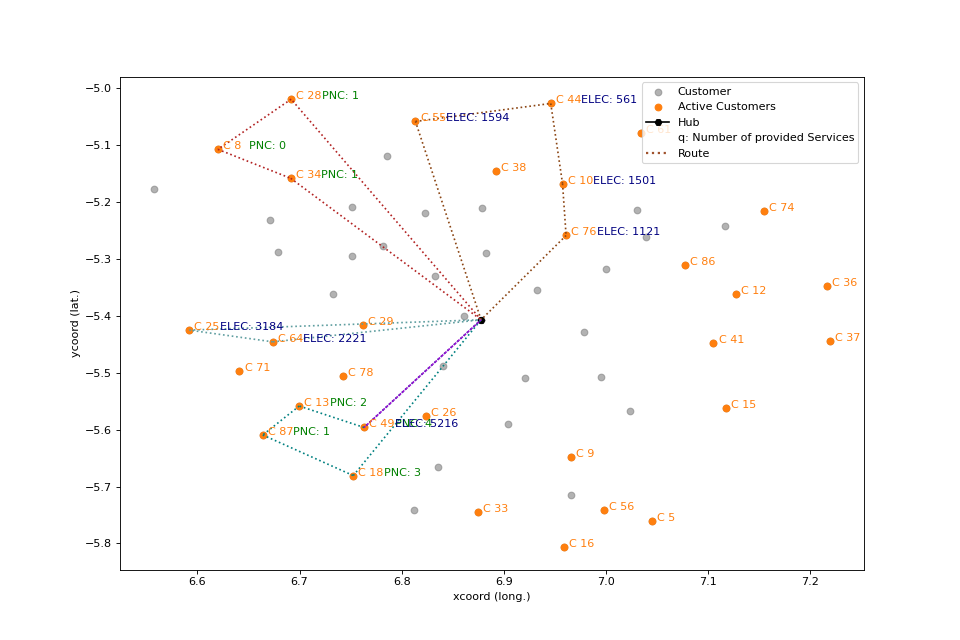 Customer
Active Customers
Hub
q: Number of provided Services
Route
C 28 PNC: 1
C 44 ELEC: 561
C 55 ELEC: 1594
C 81
C 8 PNC: 0
C 38
C 34 PNC: 1
C 10 ELEC: 1501
C 74
C 76 ELEC: 1121
C 86
C 12
C 36
C 25 ELEC: 3184
C 29
C 64 ELEC: 2221
C 41
C 37
C 71
C 78
C 13 PNC: 2
C 15
C 26
C 49 ELEC: 5216
PNC: 4
C 87 PNC: 1
C 18 PNC: 3
C 9
C 33
C 56
C 5
C 16
−5.0
−5.1
−5.2
−5.3
−5.4
−5.5
−5.6
−5.7
−5.8
ycoord (lat.)
6.6 6.7 6.8 6.9 7.0 7.1 7.2
xcoord (long.)